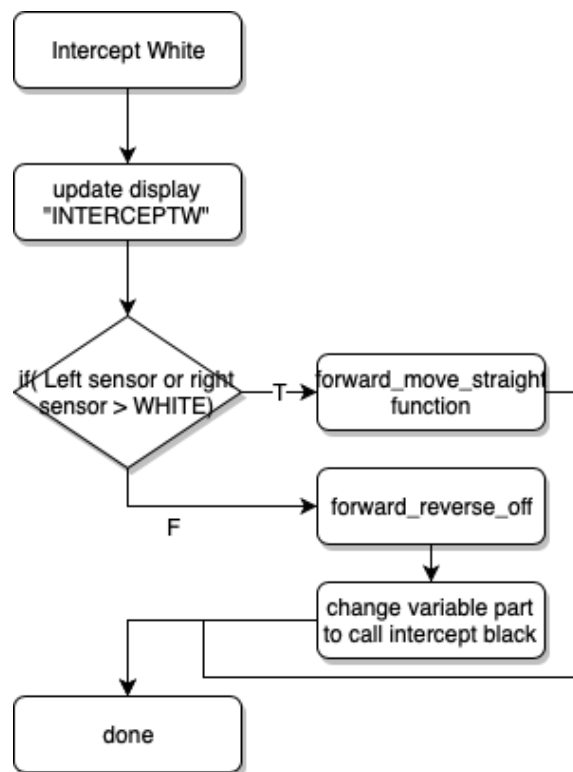 Intercept White
update display
"INTERCEPTW"
if( Left sensor or right
sensor > WHITE)
T
forward_move_straight
function
F
forward_reverse_off
change variable part
to call intercept black
done